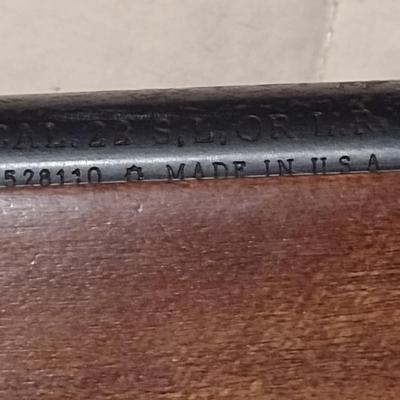 CAL. 22 S, L, OR L.R
528110 MADE IN U.S.A